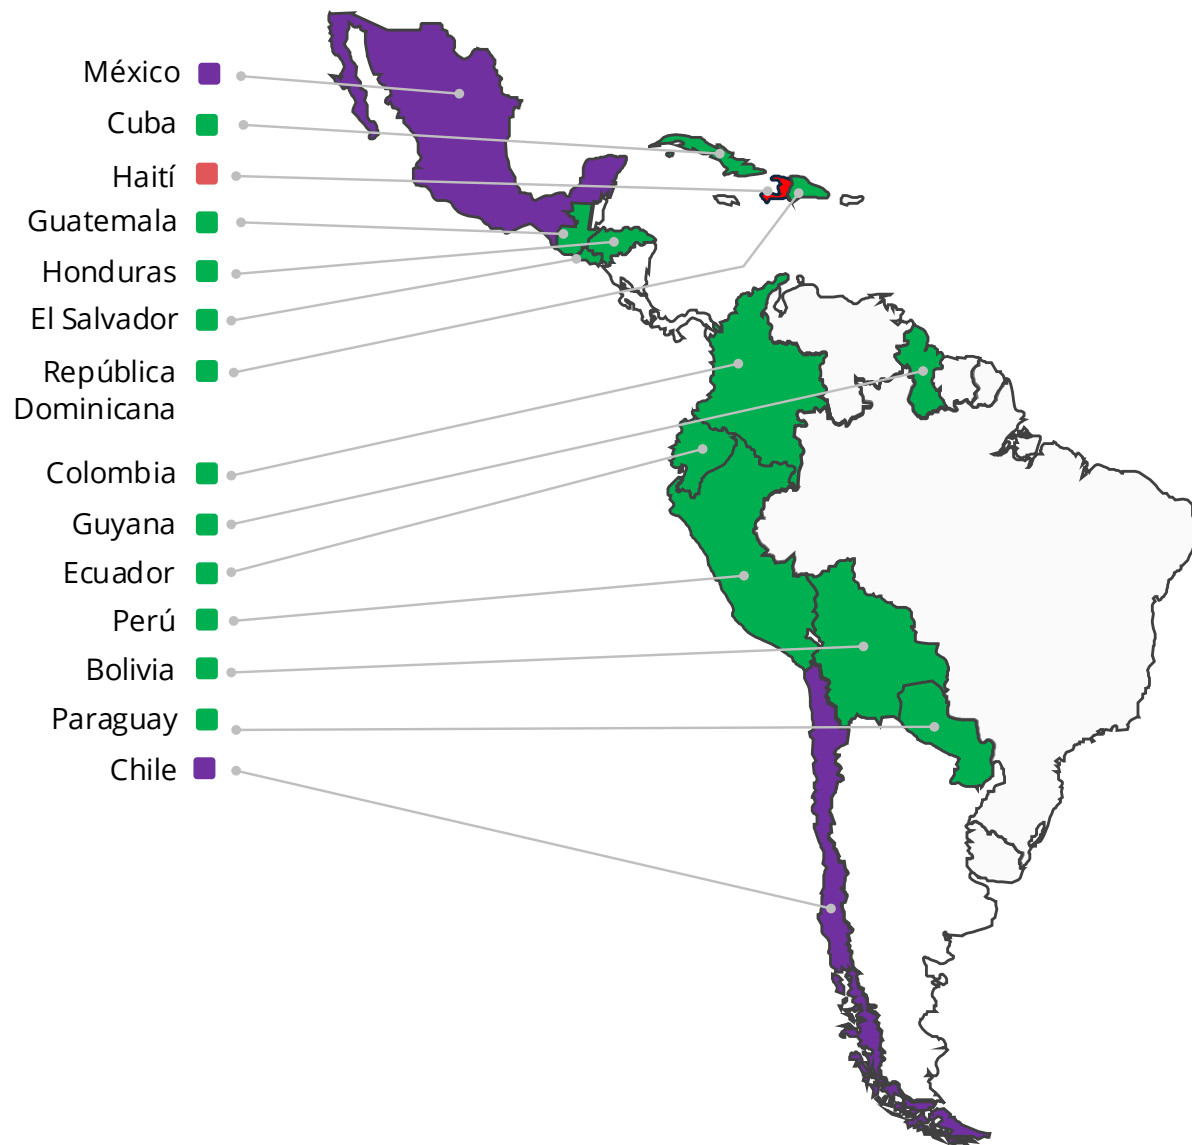 México
Cuba
Haití
Guatemala
Honduras
El Salvador
República
Dominicana
Colombia
Guyana
Ecuador
Perú
Bolivia
Paraguay
Chile